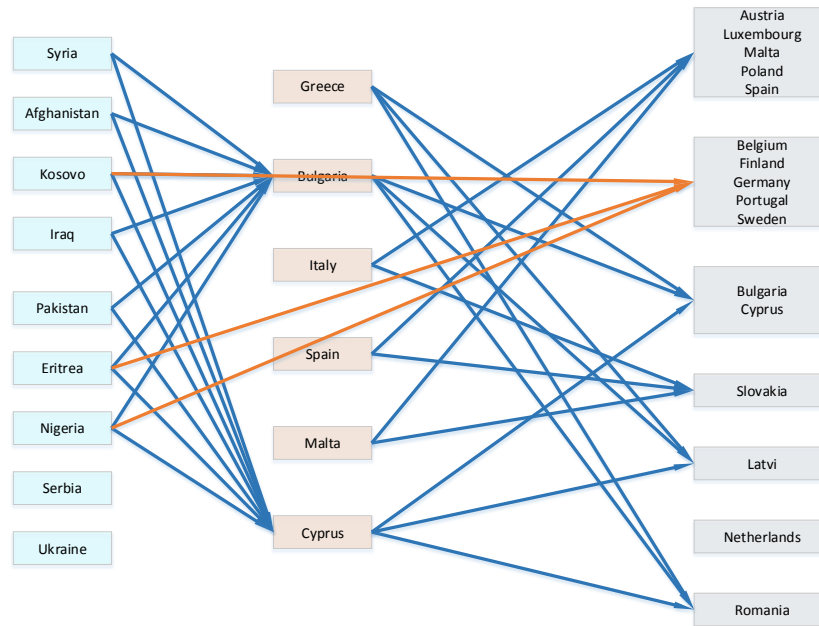 Syria
Afghanistan
Kosovo
Iraq
Pakistan
Eritrea
Nigeria
Serbia
Ukraine
Greece
Bulgaria
Italy
Spain
Malta
Cyprus
Austria
Luxembourg
Malta
Poland
Spain
Belgium
Finland
Germany
Portugal
Sweden
Bulgaria
Cyprus
Slovakia
Latvi
Netherlands
Romania